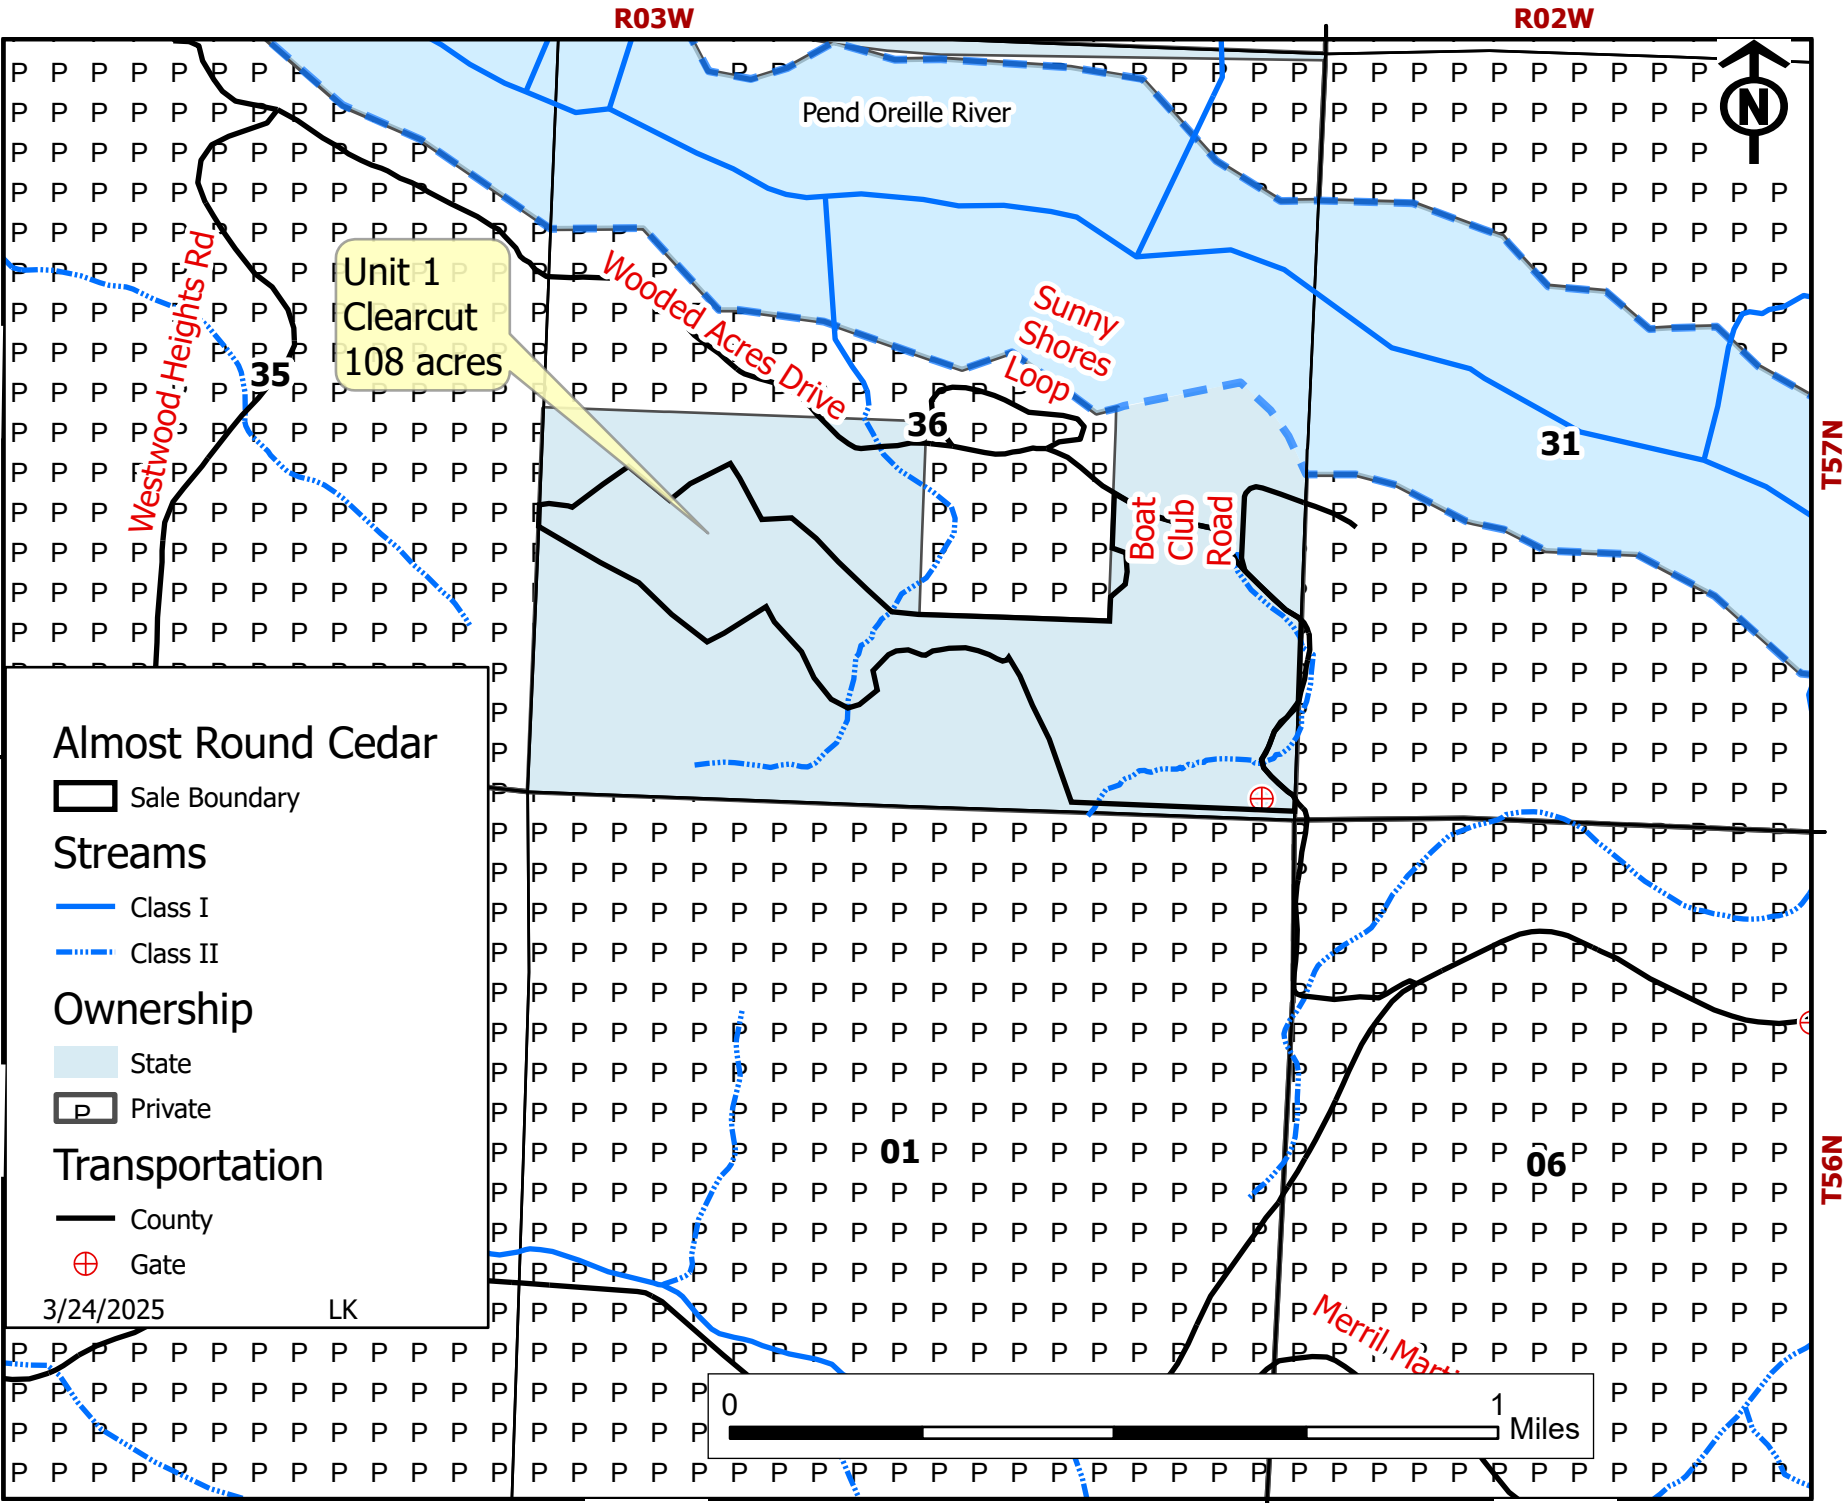 R03W
R02W
Pend Oreille River
N
Unit 1
Clearcut
108 acres
Westwood Heights Rd
Wooded Acres Drive
Sunny
Shores
Loop
Boat
Club
Road
35
36
31
T57N
Almost Round Cedar
Sale Boundary
Streams
Class I
Class II
Ownership
State
P Private
Transportation
County
Gate
3/24/2025 LK
01
06
T56N
0 1
Miles